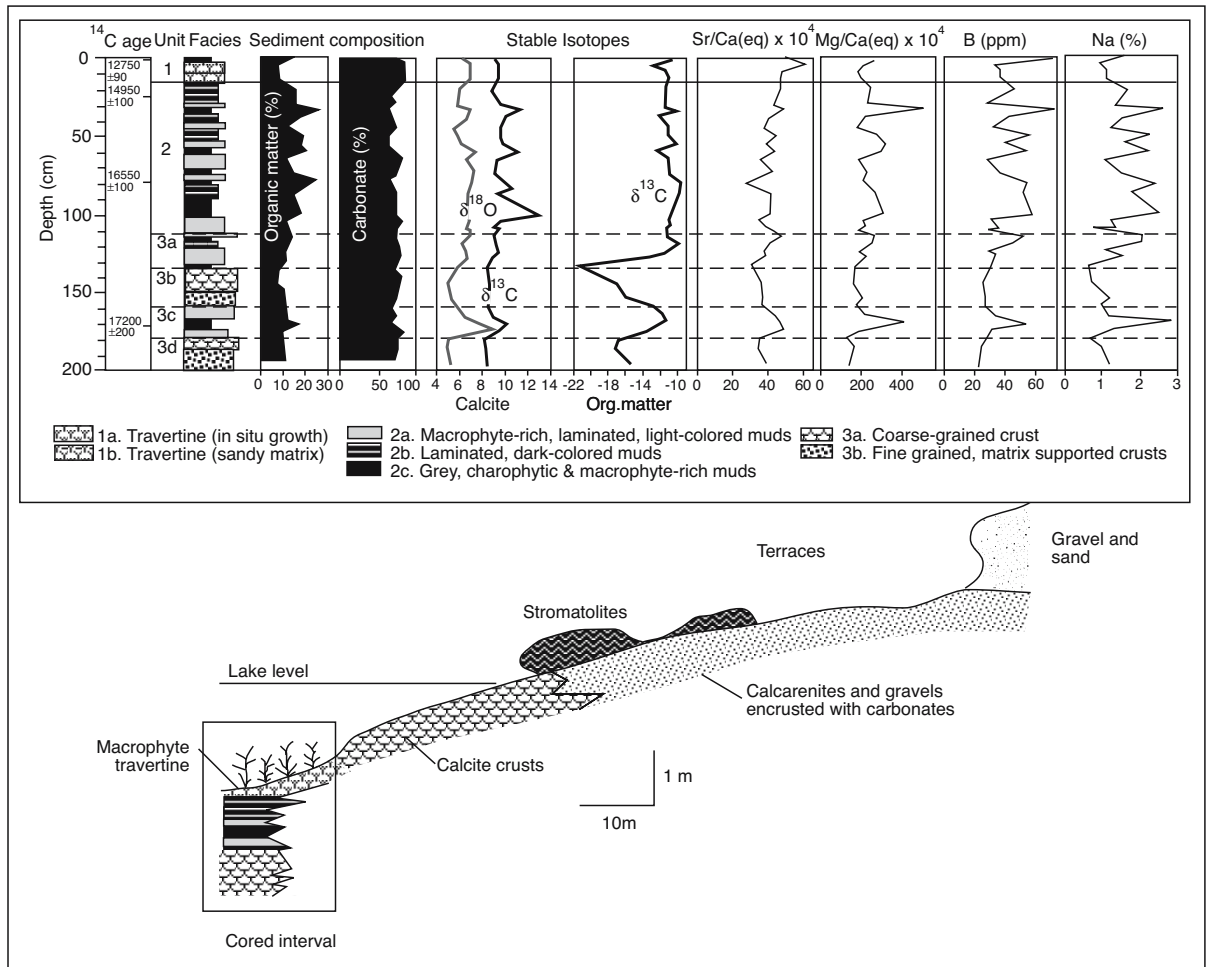 14C age Unit Facies Sediment composition Stable Isotopes Sr/Ca(eq) x 10⁴ Mg/Ca(eq) x 10⁴ B (ppm) Na (%)
Depth (cm)
0
50
100
150
200
12750
±90
14950
±100
16550
±100
17200
±200
1
2
3a
3b
3c
3d
Organic matter (%)
Carbonate (%)
δ18O
δ13C
δ13C
0 10 20 30
0 50 100
4 6 8 10 12 14
-22 -18 -14 -10
0 20 40 60
0 200 400
0 20 40 60
0 1 2 3
Calcite
Org.matter
1a. Travertine (in situ growth)
1b. Travertine (sandy matrix)
2a. Macrophyte-rich, laminated, light-colored muds
2b. Laminated, dark-colored muds
2c. Grey, charophytic & macrophyte-rich muds
3a. Coarse-grained crust
3b. Fine grained, matrix supported crusts
Terraces
Gravel and
sand
Stromatolites
Lake level
Calcarenites and gravels
encrusted with carbonates
Macrophyte
travertine
Calcite crusts
1 m
10m
Cored interval